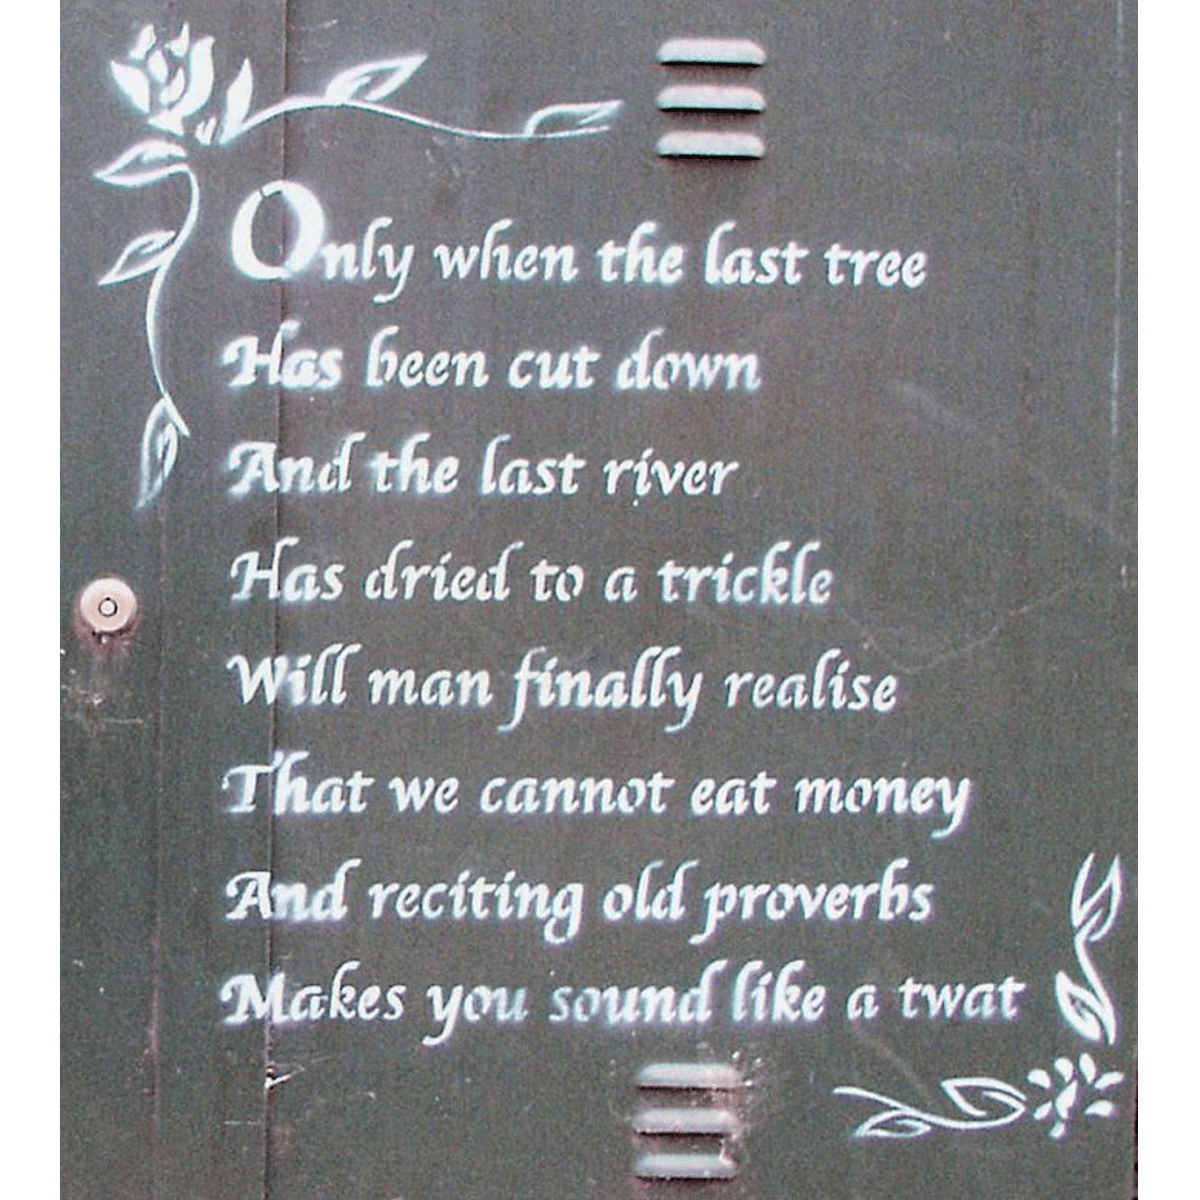 Only when the last tree
Has been cut down
And the last river
Has dried to a trickle
Will man finally realise
That we cannot eat money
And reciting old proverbs
Makes you sound like a twat